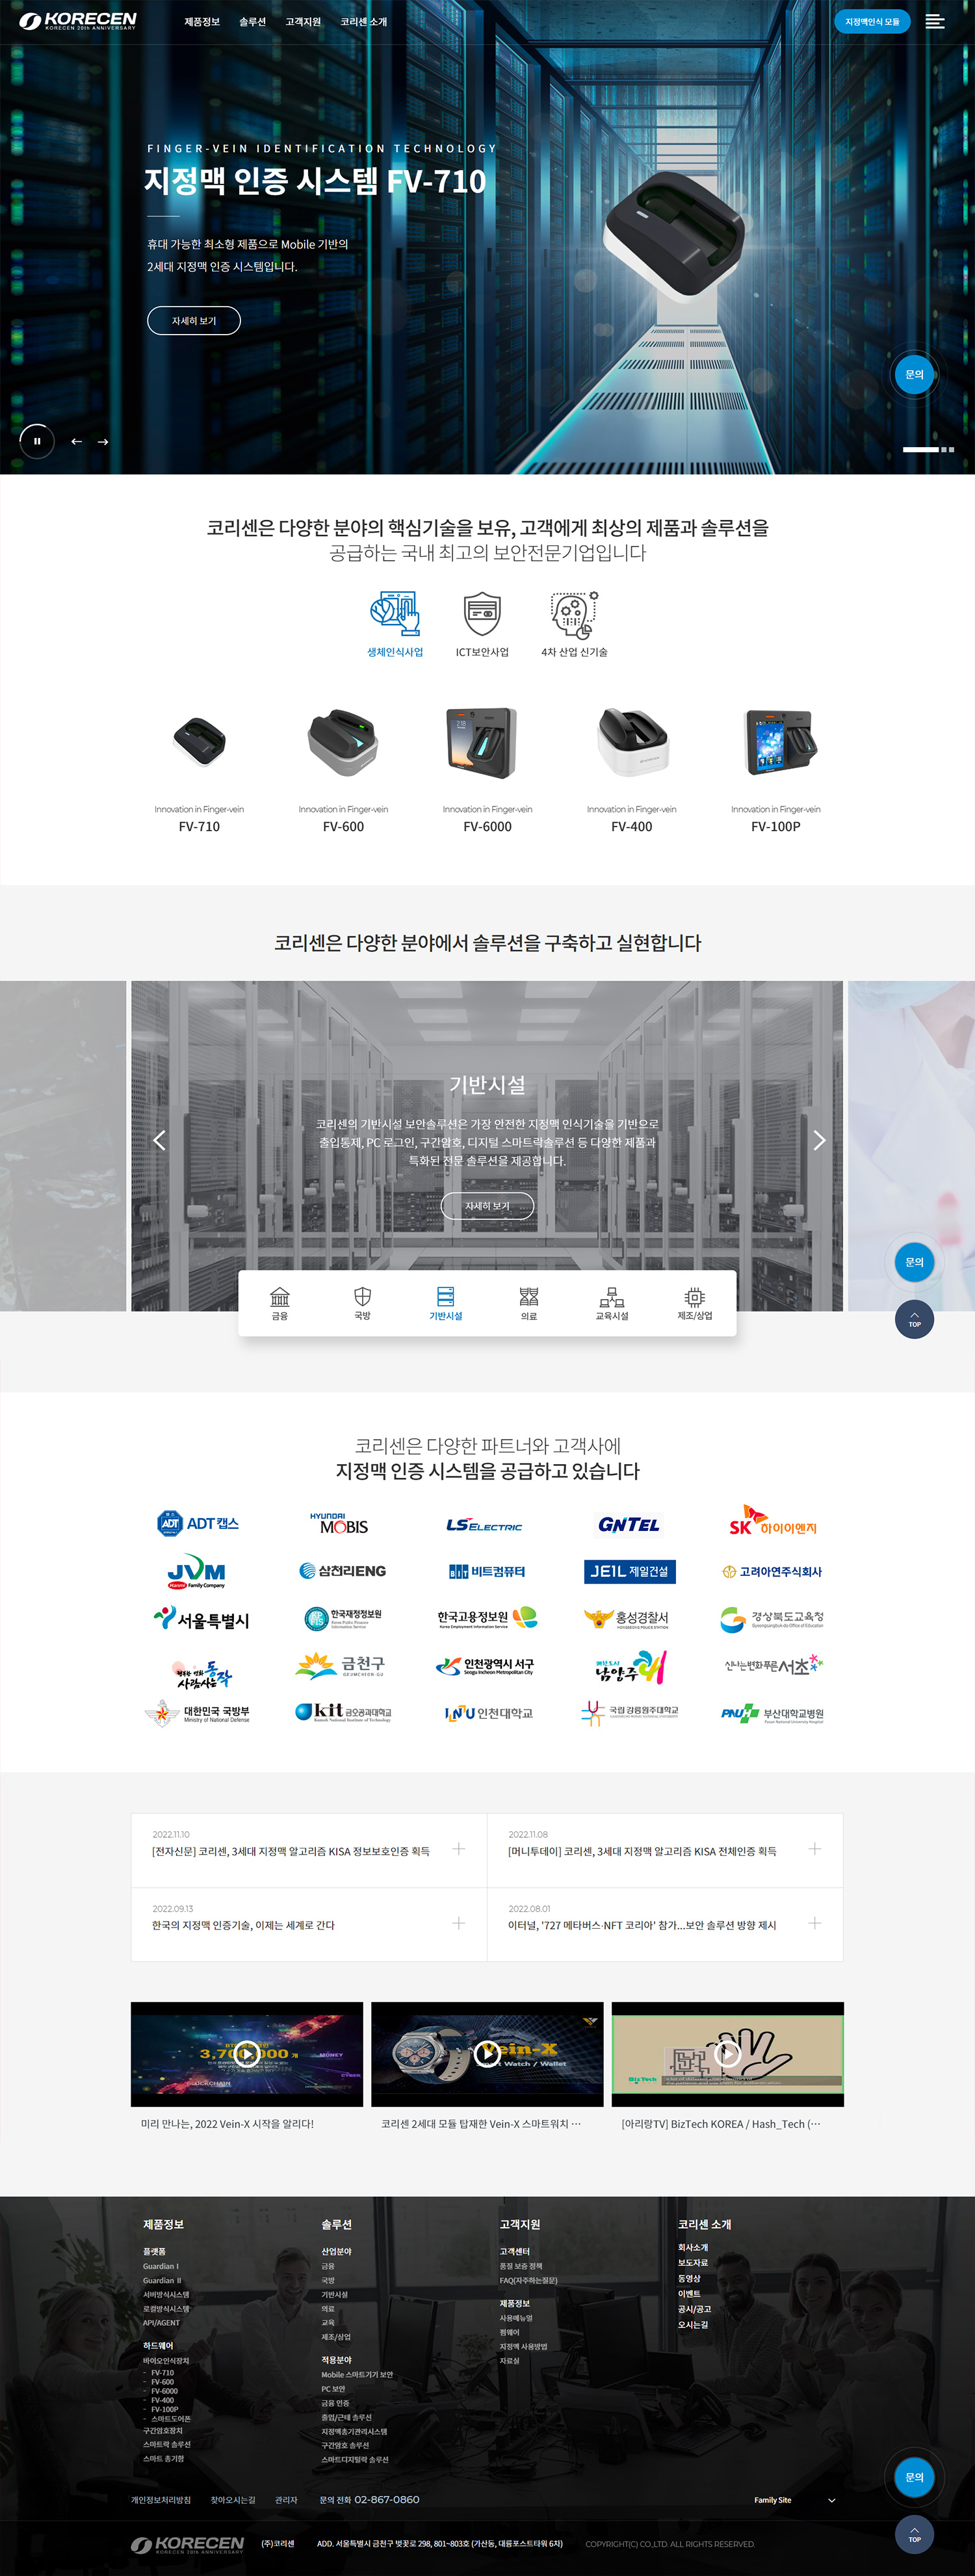 KORECEN
KORECEN 20th ANNIVERSARY
제품정보 솔루션 고객지원 코리센 소개
지정맥인식 모듈
FINGER-VEIN IDENTIFICATION TECHNOLOGY
지정맥 인증 시스템 FV-710
휴대 가능한 최소형 제품으로 Mobile 기반의
2세대 지정맥 인증 시스템입니다.
자세히 보기
문의
코리센은 다양한 분야의 핵심기술을 보유, 고객에게 최상의 제품과 솔루션을
공급하는 국내 최고의 보안전문기업입니다
생체인식사업 ICT보안사업 4차 산업 신기술
Innovation in Finger-vein Innovation in Finger-vein Innovation in Finger-vein Innovation in Finger-vein Innovation in Finger-vein
FV-710 FV-600 FV-6000 FV-400 FV-100P
코리센은 다양한 분야에서 솔루션을 구축하고 실현합니다
기반시설
코리센의 기반시설 보안솔루션은 가장 안전한 지정맥 인식기술을 기반으로
출입통제, PC 로그인, 구간암호, 디지털 스마트락솔루션 등 다양한 제품과
특화된 전문 솔루션을 제공합니다.
자세히 보기
문의
금융 국방 기반시설 의료 교육시설 제조/상업
TOP
코리센은 다양한 파트너와 고객사에
지정맥 인증 시스템을 공급하고 있습니다
ADT ADT캡스 HYUNDAI MOBIS LS ELECTRIC GNTEL SK 하이이엔지
JVM Hanmi Family Company 삼천리ENG BIT 비트컴퓨터 JEIL 제일건설 고려아연주식회사
서울특별시 한국재정정보원 한국고용정보원 Korea Employment Information Service 홍성경찰서 HONGSEONG POLICE STATION 경상북도교육청 Gyeongsangbuk-do Office of Education
사람사는 동작 금천구 GEUMCHEON-GU 인천광역시 서구 Seogu Incheon Metropolitan City 남양주 신나는변화푸른서초
대한민국 국방부 Ministry of National Defense kit 금오공과대학교 Kumoh National Institute of Technology INU 인천대학교 국립강릉원주대학교 PNUH 부산대학교병원 Pusan National University Hospital
2022.11.10
[전자신문] 코리센, 3세대 지정맥 알고리즘 KISA 정보보호인증 획득
2022.11.08
[머니투데이] 코리센, 3세대 지정맥 알고리즘 KISA 전체인증 획득
2022.09.13
한국의 지정맥 인증기술, 이제는 세계로 간다
2022.08.01
이터널, '727 메타버스·NFT 코리아' 참가...보안 솔루션 방향 제시
BLOCKCHAIN
MONEY
Vein-X
Smart Watch / Wallet
BizTech
미리 만나는, 2022 Vein-X 시작을 알리다!
코리센 2세대 모듈 탑재한 Vein-X 스마트워치 ···
[아리랑TV] BizTech KOREA / Hash_Tech (···
제품정보
플랫폼
Guardian Ⅰ
Guardian Ⅱ
서버방식시스템
로컬방식시스템
API/AGENT
하드웨어
바이오인식장치
- FV-710
- FV-600
- FV-6000
- FV-400
- FV-100P
- 스마트도어폰
구간암호장치
스마트락 솔루션
스마트 총기함
솔루션
산업분야
금융
국방
기반시설
의료
교육
제조/상업
적용분야
Mobile 스마트기기 보안
PC 보안
금융 인증
출입/근태 솔루션
지정맥총기관리시스템
구간암호 솔루션
스마트디지털락 솔루션
고객지원
고객센터
품질 보증 정책
FAQ(자주하는질문)
제품정보
사용메뉴얼
펌웨어
지정맥 사용방법
자료실
코리센 소개
회사소개
보도자료
동영상
이벤트
공시/공고
오시는길
문의
개인정보처리방침 찾아오시는길 관리자 문의 전화 02-867-0860
Family Site
TOP
KORECEN
KORECEN 20th ANNIVERSARY
(주)코리센 ADD. 서울특별시 금천구 벚꽃로 298, 801~803호 (가산동, 대륭포스트타워 6차) COPYRIGHT(C) CO.,LTD. ALL RIGHTS RESERVED.